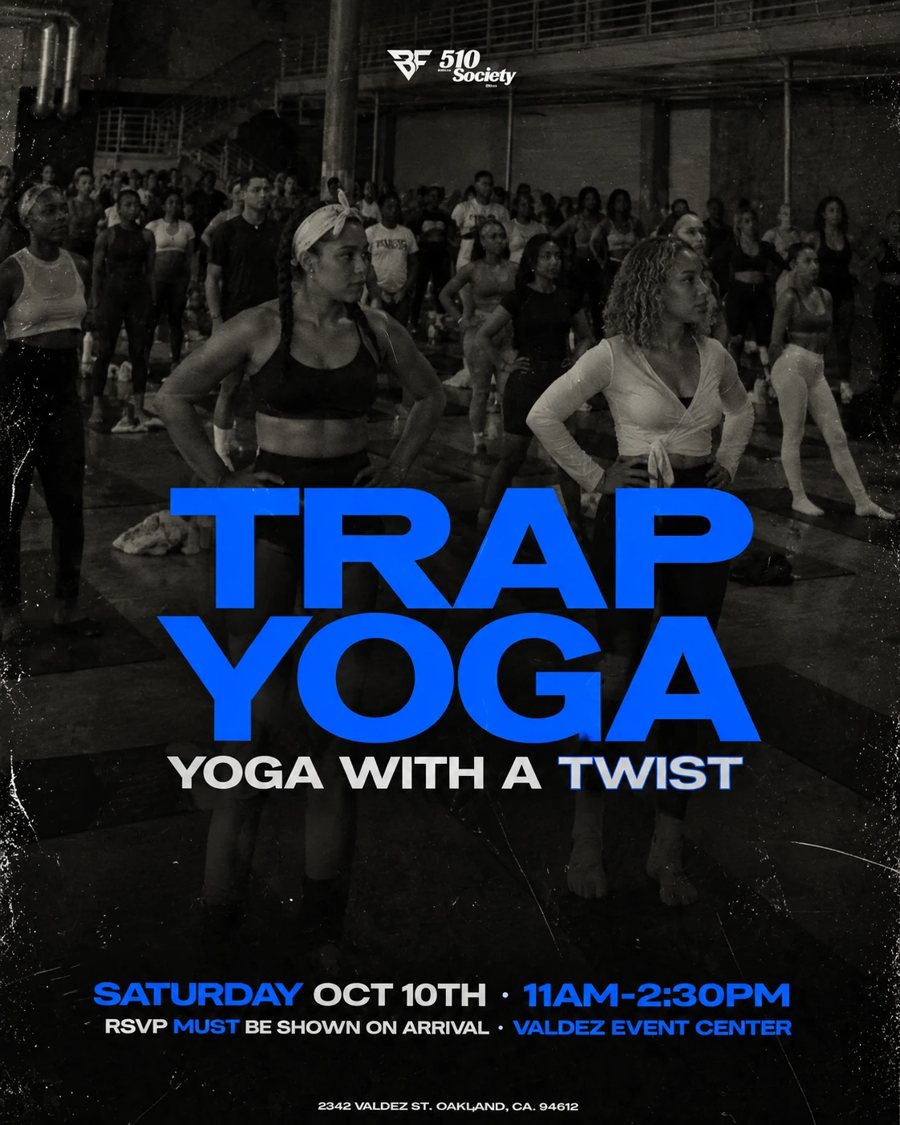 BF 510
Society
TRAP
YOGA
YOGA WITH A TWIST
SATURDAY OCT 10TH · 11AM-2:30PM
RSVP MUST BE SHOWN ON ARRIVAL · VALDEZ EVENT CENTER
2342 VALDEZ ST. OAKLAND, CA. 94612